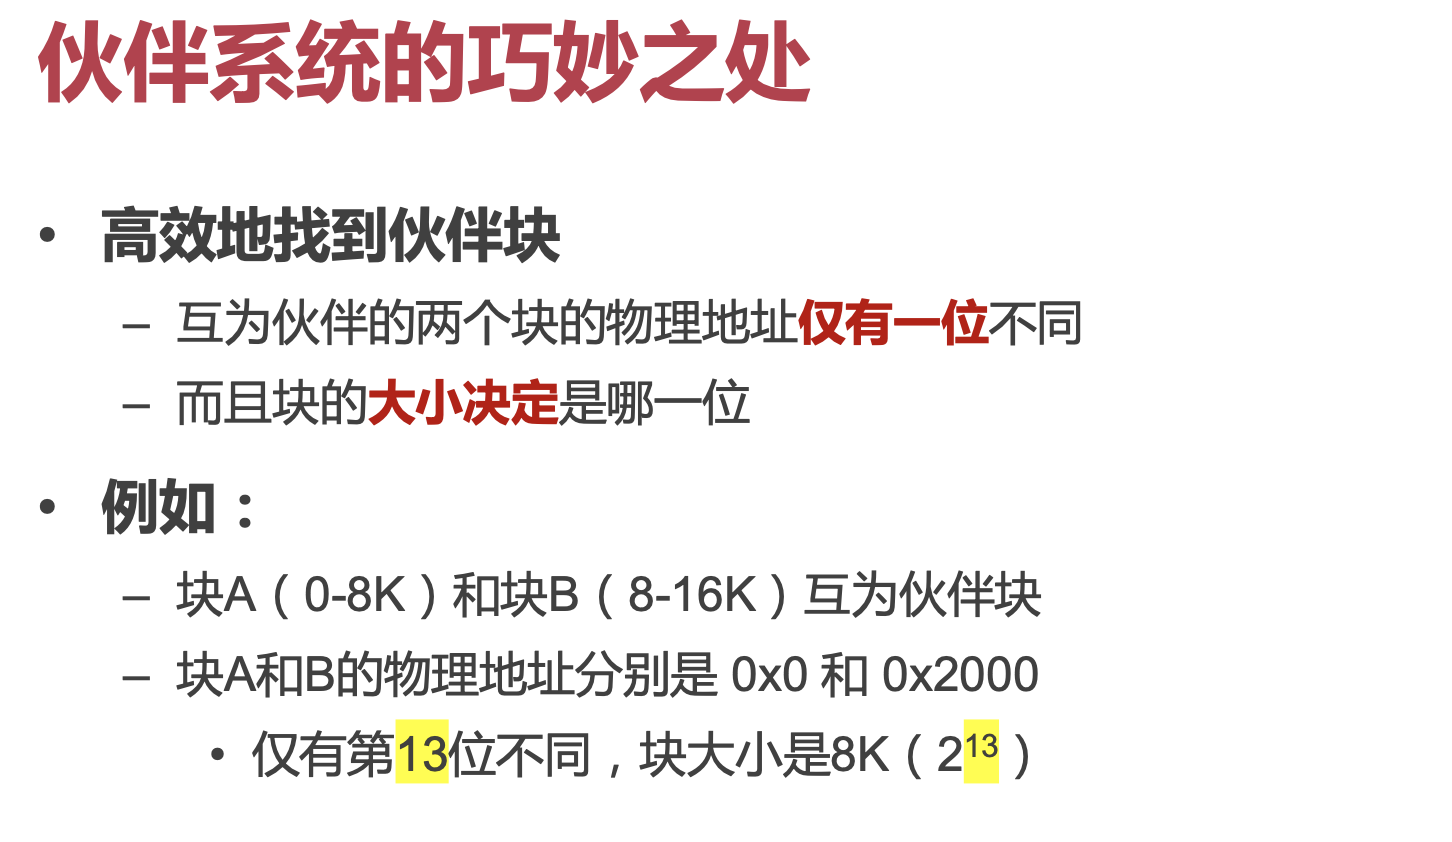 伙伴系统的巧妙之处
• 高效地找到伙伴块
– 互为伙伴的两个块的物理地址仅有一位不同
– 而且块的大小决定是哪一位
• 例如：
– 块A（0-8K）和块B（8-16K）互为伙伴块
– 块A和B的物理地址分别是 0x0 和 0x2000
• 仅有第13位不同，块大小是8K（2¹³）